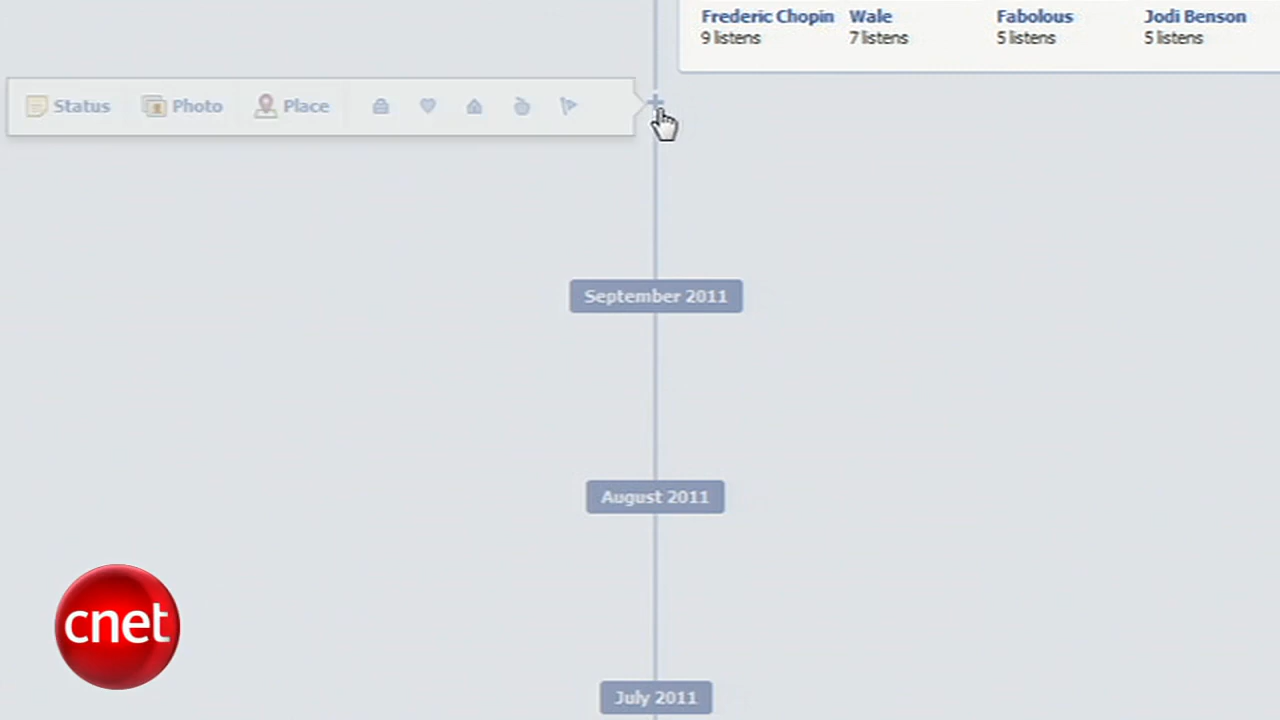 Frederic Chopin Wale Fabolous Jodi Benson
9 listens 7 listens 5 listens 5 listens
Status Photo Place
September 2011
August 2011
cnet
July 2011